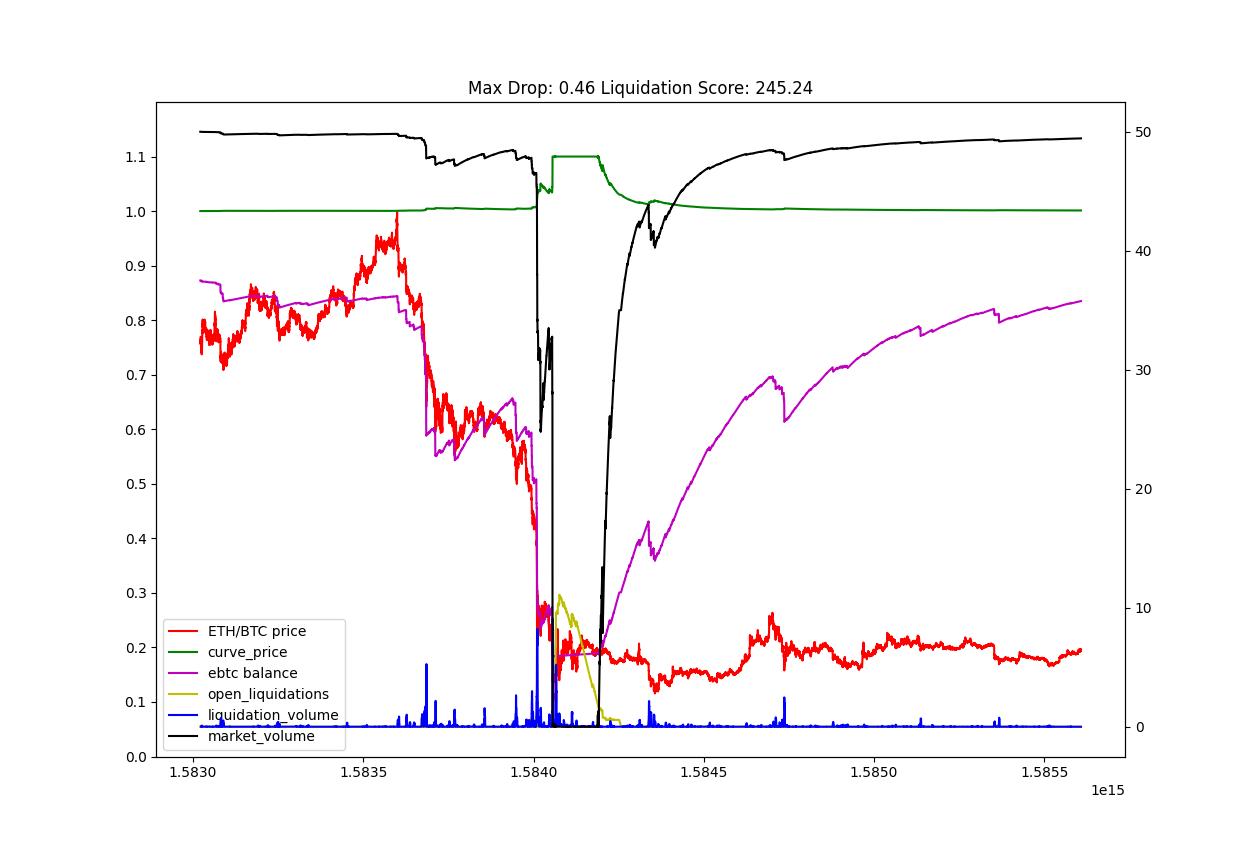 Max Drop: 0.46 Liquidation Score: 245.24
1.1
1.0
0.9
0.8
0.7
0.6
0.5
0.4
0.3
0.2
0.1
0.0
50
40
30
20
10
0
ETH/BTC price
curve_price
ebtc balance
open_liquidations
liquidation_volume
market_volume
1.5830 1.5835 1.5840 1.5845 1.5850 1.5855
1e15